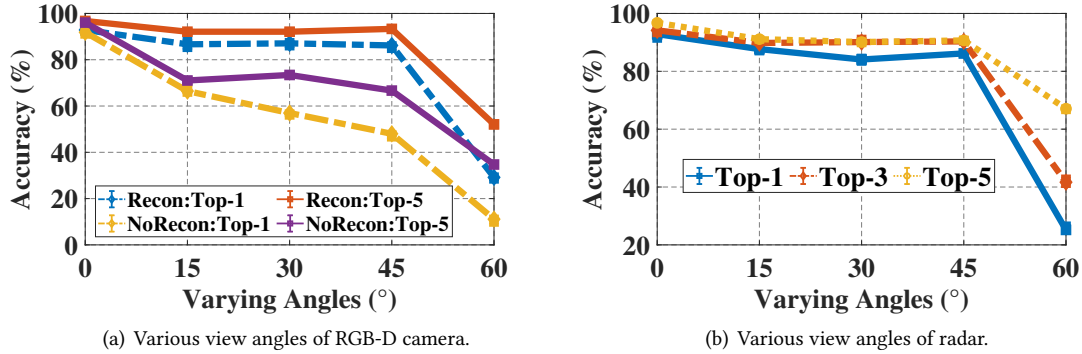 100
80
60
40
20
0
Accuracy (%)
Recon:Top-1
Recon:Top-5
NoRecon:Top-1
NoRecon:Top-5
0 15 30 45 60
Varying Angles (°)
(a) Various view angles of RGB-D camera.
100
80
60
40
20
Accuracy (%)
Top-1 Top-3 Top-5
0 15 30 45 60
Varying Angles (°)
(b) Various view angles of radar.